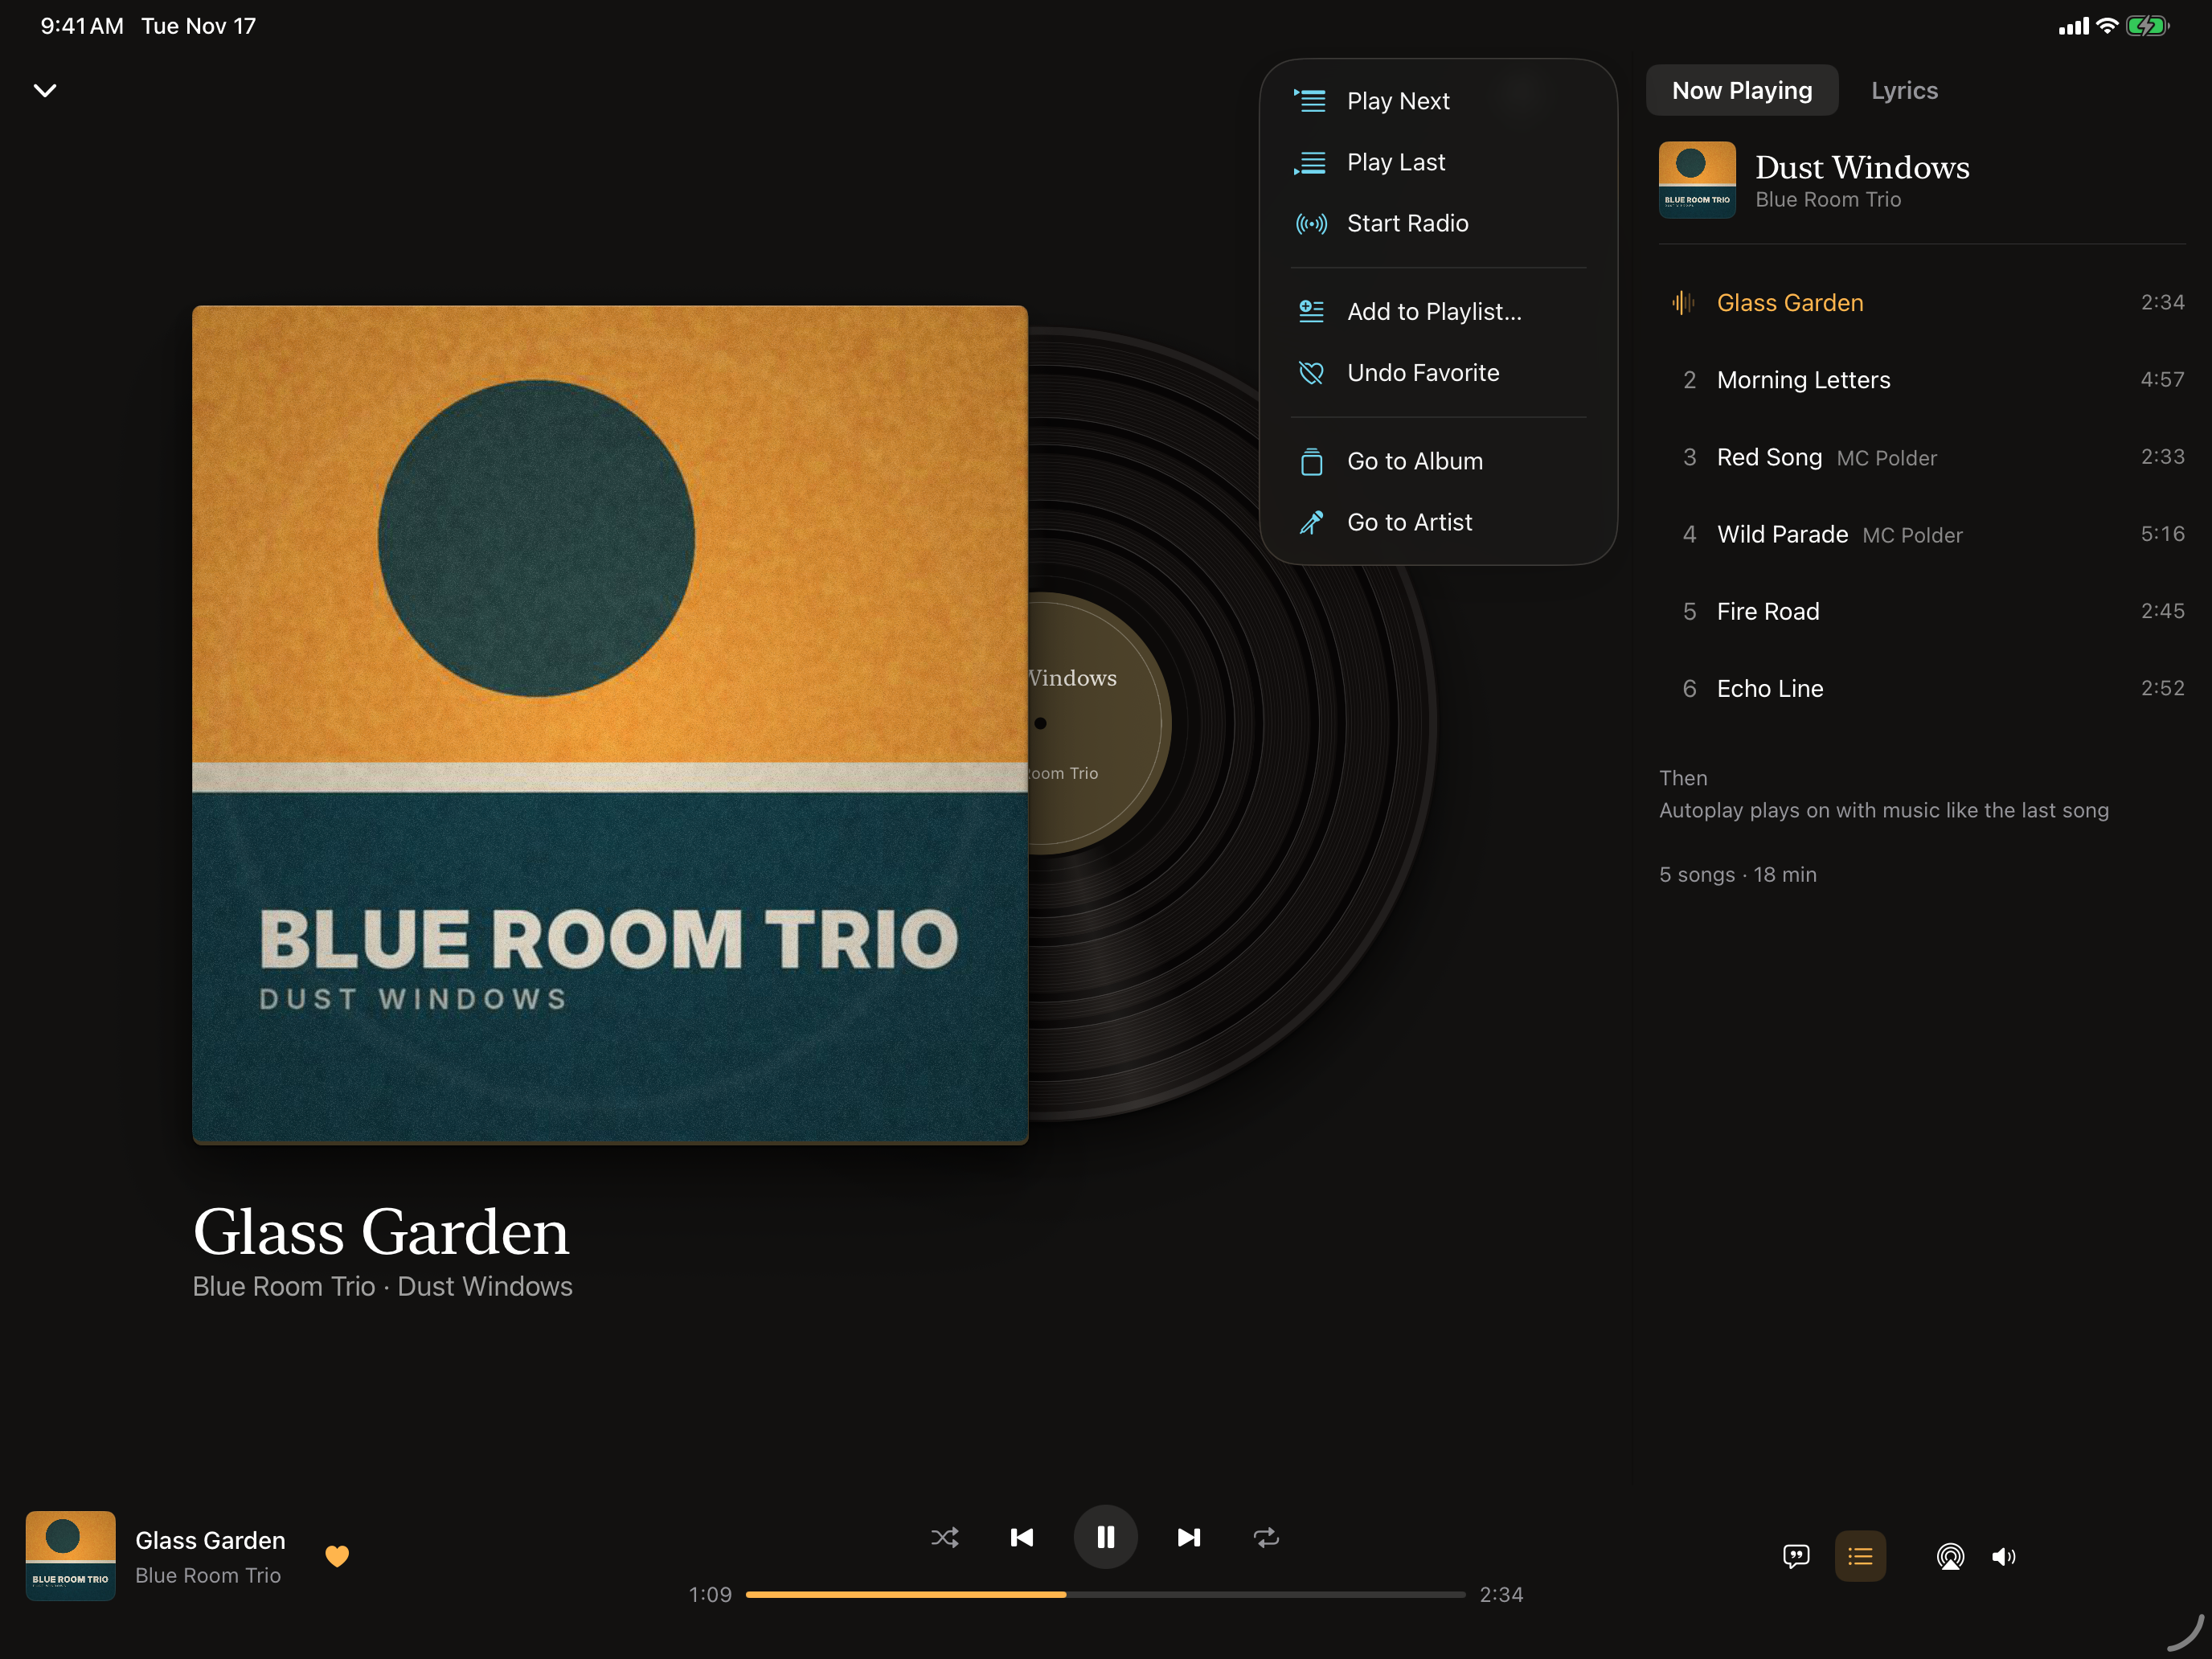 9:41 AM Tue Nov 17
Play Next
Play Last
Start Radio
Add to Playlist...
Undo Favorite
Go to Album
Go to Artist
Now Playing Lyrics
BLUE ROOM TRIO
Dust Windows
Blue Room Trio
Glass Garden 2:34
2 Morning Letters 4:57
3 Red Song MC Polder 2:33
4 Wild Parade MC Polder 5:16
5 Fire Road 2:45
6 Echo Line 2:52
Then
Autoplay plays on with music like the last song
5 songs · 18 min
BLUE ROOM TRIO
DUST WINDOWS
Windows
oom Trio
Glass Garden
Blue Room Trio · Dust Windows
BLUE ROOM TRIO
Glass Garden
Blue Room Trio
1:09 2:34